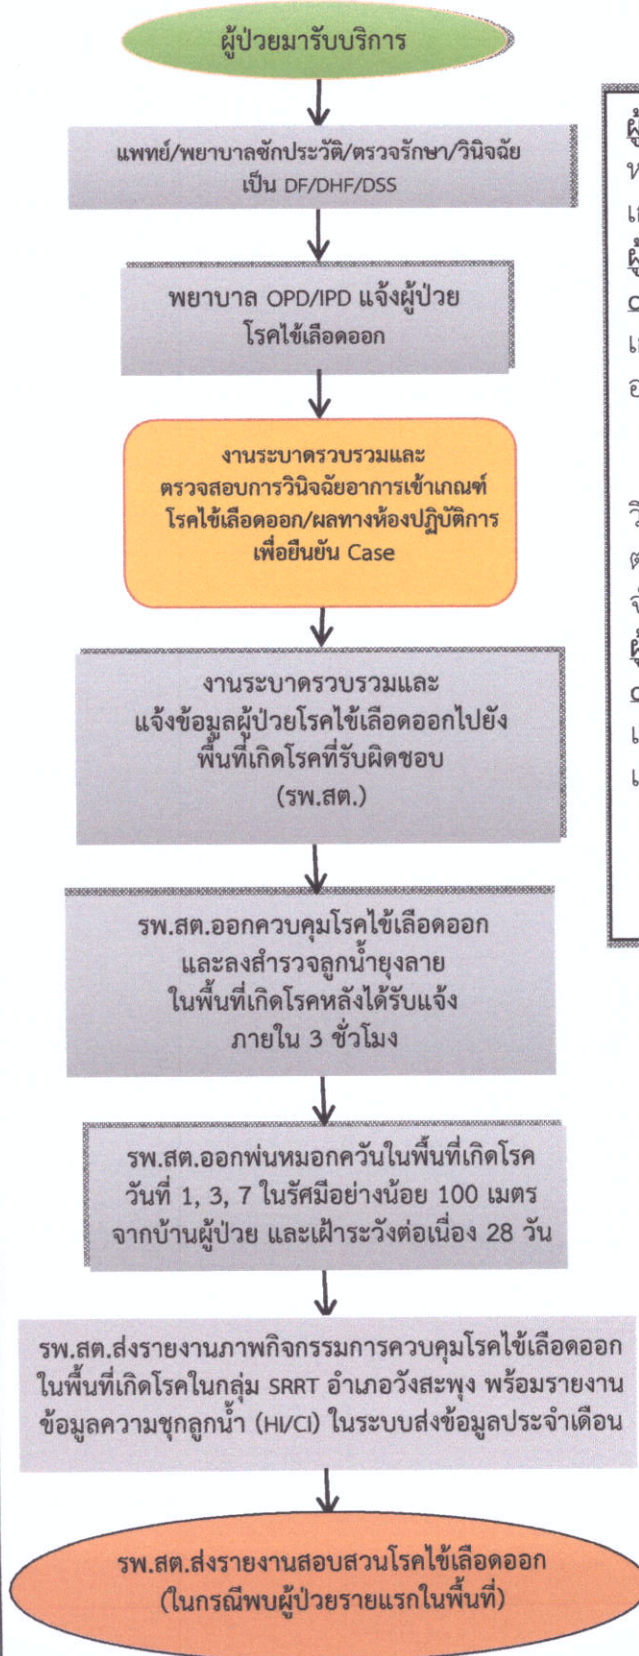 ผู้ป่วยมารับบริการ
แพทย์/พยาบาลซักประวัติ/ตรวจรักษา/วินิจฉัย
เป็น DF/DHF/DSS
พยาบาล OPD/IPD แจ้งผู้ป่วย
โรคไข้เลือดออก
งานระบาดรวบรวมและ
ตรวจสอบการวินิจฉัยอาการเข้าเกณฑ์
โรคไข้เลือดออก/ผลทางห้องปฏิบัติการ
เพื่อยืนยัน Case
งานระบาดรวบรวมและ
แจ้งข้อมูลผู้ป่วยโรคไข้เลือดออกไปยัง
พื้นที่เกิดโรคที่รับผิดชอบ
(รพ.สต.)
รพ.สต.ออกควบคุมโรคไข้เลือดออก
และลงสำรวจลูกน้ำยุงลาย
ในพื้นที่เกิดโรคหลังได้รับแจ้ง
ภายใน 3 ชั่วโมง
รพ.สต.ออกพ่นหมอกควันในพื้นที่เกิดโรค
วันที่ 1, 3, 7 ในรัศมีอย่างน้อย 100 เมตร
จากบ้านผู้ป่วย และเฝ้าระวังต่อเนื่อง 28 วัน
รพ.สต.ส่งรายงานภาพกิจกรรมการควบคุมโรคไข้เลือดออก
ในพื้นที่เกิดโรคในกลุ่ม SRRT อำเภอวังสะพุง พร้อมรายงาน
ข้อมูลความชุกลูกน้ำ (HI/CI) ในระบบส่งข้อมูลประจำเดือน
รพ.สต.ส่งรายงานสอบสวนโรคไข้เลือดออก
(ในกรณีพบผู้ป่วยรายแรกในพื้นที่)